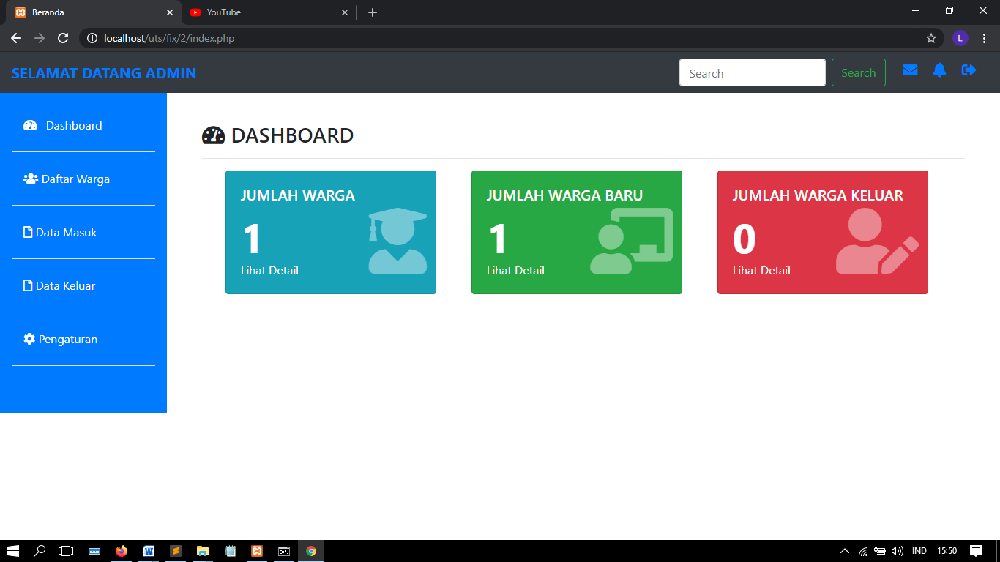 Beranda
YouTube
localhost/uts/fix/2/index.php
L
SELAMAT DATANG ADMIN
Search
Search
Dashboard
Daftar Warga
Data Masuk
Data Keluar
Pengaturan
DASHBOARD
JUMLAH WARGA
1
Lihat Detail
JUMLAH WARGA BARU
1
Lihat Detail
JUMLAH WARGA KELUAR
0
Lihat Detail
IND
15:50